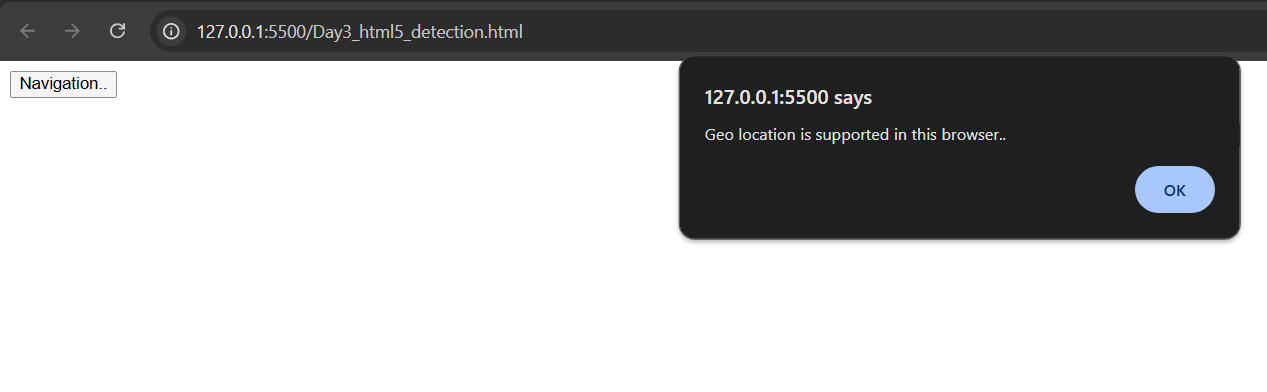 127.0.0.1:5500/Day3_html5_detection.html
Navigation..
127.0.0.1:5500 says
Geo location is supported in this browser..
OK